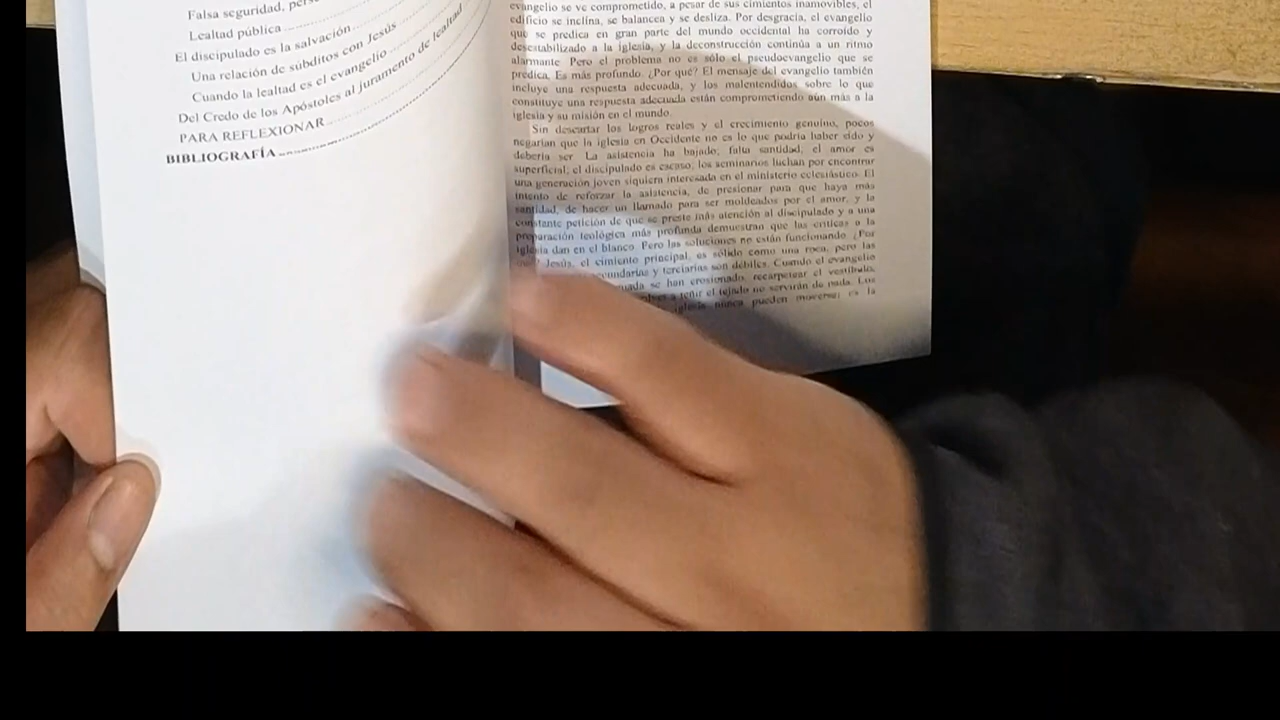 Falsa seguridad,
Lealtad pública
El discipulado es la salvación
Una relación de súbditos con Jesús
Cuando la lealtad es el evangelio
Del Credo de los Apóstoles al juramento de lealtad
PARA REFLEXIONAR
BIBLIOGRAFÍA
evangelio se ve comprometido, a pesar de sus cimientos inamovibles, el
edificio se inclina, se balancea y se desliza. Por desgracia, el evangelio
que se predica en gran parte del mundo occidental ha corroído y
desestabilizado a la iglesia, y la deconstrucción continúa a un ritmo
alarmante Pero el problema no es sólo el pseudoevangelio que se
predica. Es más profundo. ¿Por qué? El mensaje del evangelio también
incluye una respuesta adecuada, y los malentendidos sobre lo que
constituye una respuesta adecuada están comprometiendo aún más a la
iglesia y su misión en el mundo.
Sin descartar los logros reales y el crecimiento genuino, pocos
negarían que la iglesia en Occidente no es lo que podría haber sido y
debería ser La asistencia ha bajado; falta santidad, el amor es
superficial; el discipulado es escaso; los seminarios luchan por encontrar
una generación joven siquiera interesada en el ministerio eclesiástico. El
intento de reforzar la asistencia, de presionar para que haya más
santidad, de hacer un llamado para ser moldeados por el amor, y la
constante petición de que se preste más atención al discipulado y a una
preparación teológica más profunda demuestran que las críticas a la
iglesia dan en el blanco. Pero las soluciones no están funcionando. ¿Por
qué? Jesús, el cimiento principal, es sólido como una roca, pero las
secundarias y terciarias son débiles. Cuando el evangelio
se han erosionado, recarpetear el vestíbulo,
a teñir el tejado no servirán de nada. Los
iglesia nunca pueden moverse: es la